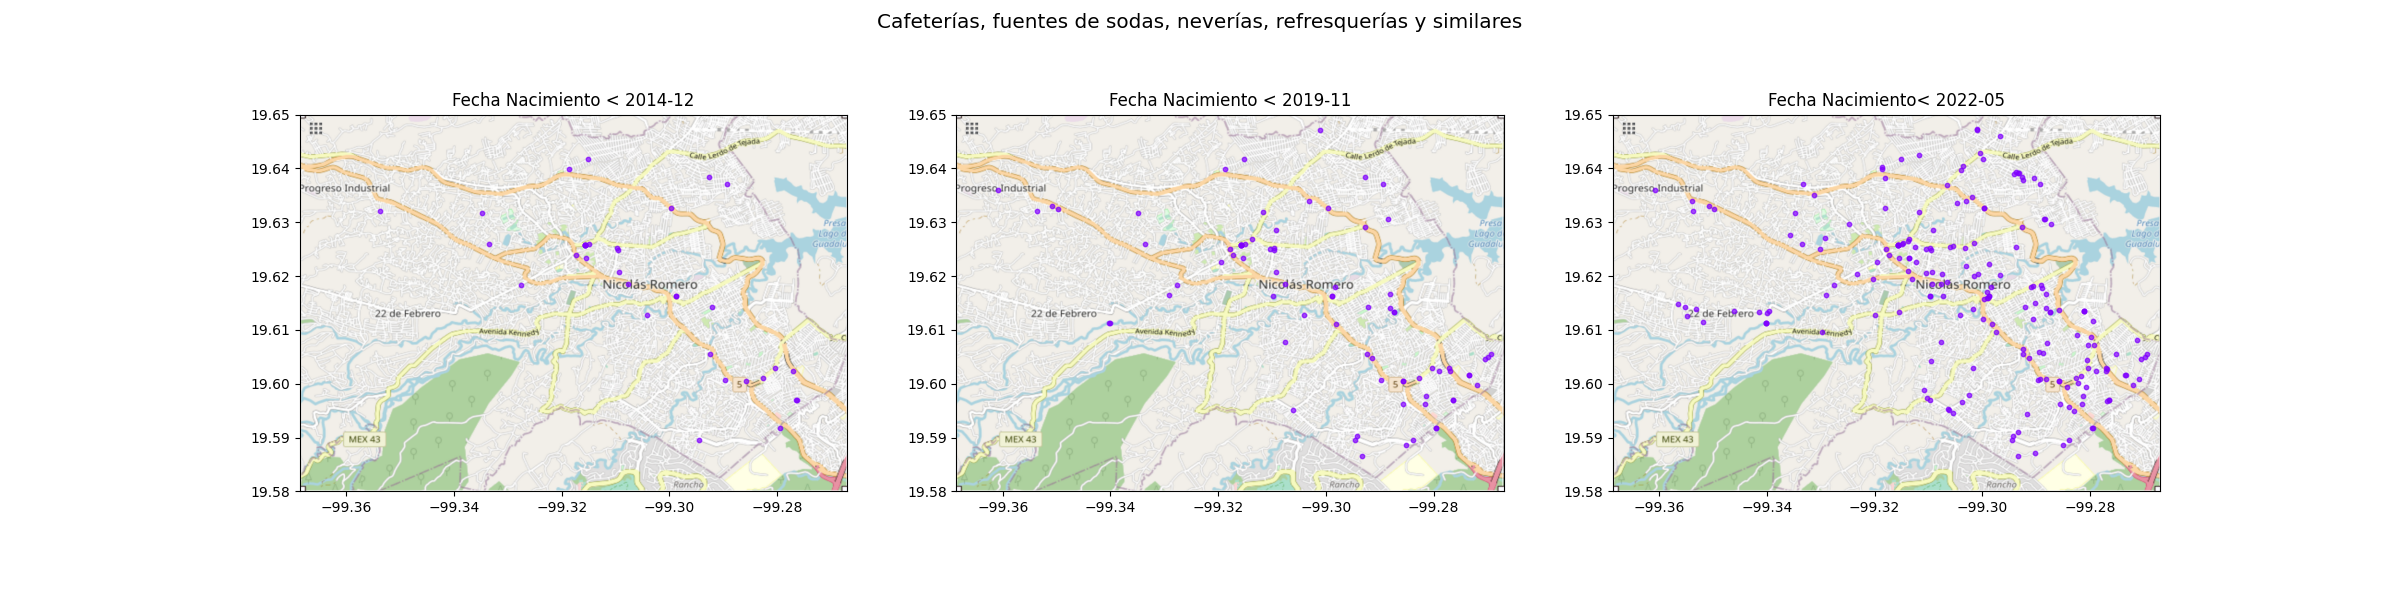 Cafeterías, fuentes de sodas, neverías, refresquerías y similares
Fecha Nacimiento < 2014-12
19.65
19.64
19.63
19.62
19.61
19.60
19.59
19.58
−99.36
−99.34
−99.32
−99.30
−99.28
Calle Lerdo de Tejada
Progreso Industrial
Presa
Lago d
Guadalu
Nicolás Romero
22 de Febrero
Avenida Kennedy
5
MEX 43
Rancho
Fecha Nacimiento < 2019-11
19.65
19.64
19.63
19.62
19.61
19.60
19.59
19.58
−99.36
−99.34
−99.32
−99.30
−99.28
Calle Lerdo de Tejada
Progreso Industrial
Presa
Lago d
Guadalu
Nicolás Romero
22 de Febrero
Avenida Kennedy
5
MEX 43
Rancho
Fecha Nacimiento< 2022-05
19.65
19.64
19.63
19.62
19.61
19.60
19.59
19.58
−99.36
−99.34
−99.32
−99.30
−99.28
Calle Lerdo de Tejada
Progreso Industrial
Presa
Lago d
Guadalu
Nicolás Romero
22 de Febrero
Avenida Kennedy
5
MEX 43
Rancho